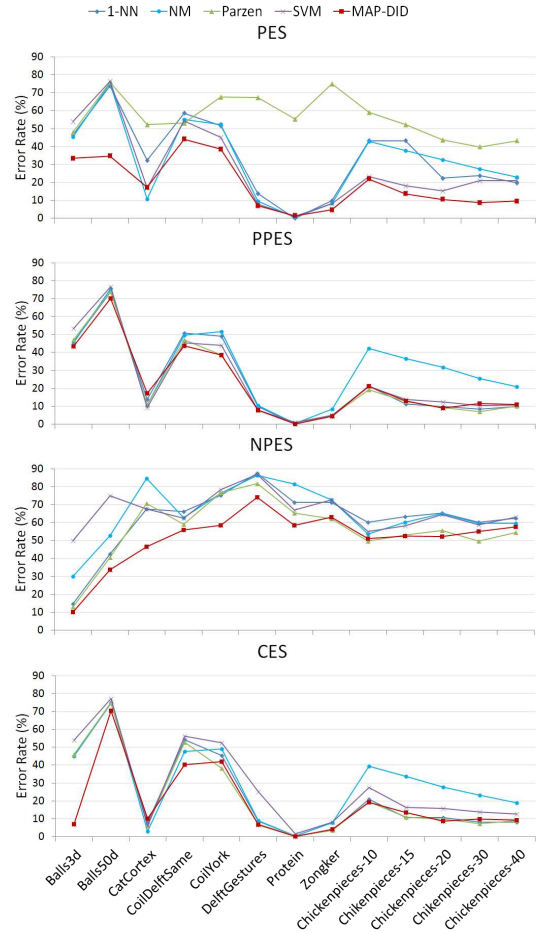 1-NN NM Parzen SVM MAP-DID
PES
Error Rate (%)
90
80
70
60
50
40
30
20
10
0
PPES
Error Rate (%)
90
80
70
60
50
40
30
20
10
0
NPES
Error Rate (%)
90
80
70
60
50
40
30
20
10
0
CES
Error Rate (%)
90
80
70
60
50
40
30
20
10
0
Balls3d
Balls50d
CatCortex
CoilDelftSame
CoilYork
DelftGestures
Protein
Zongker
Chickenpieces-10
Chikenpieces-15
Chickenpieces-20
Chikenpieces-30
Chickenpieces-40